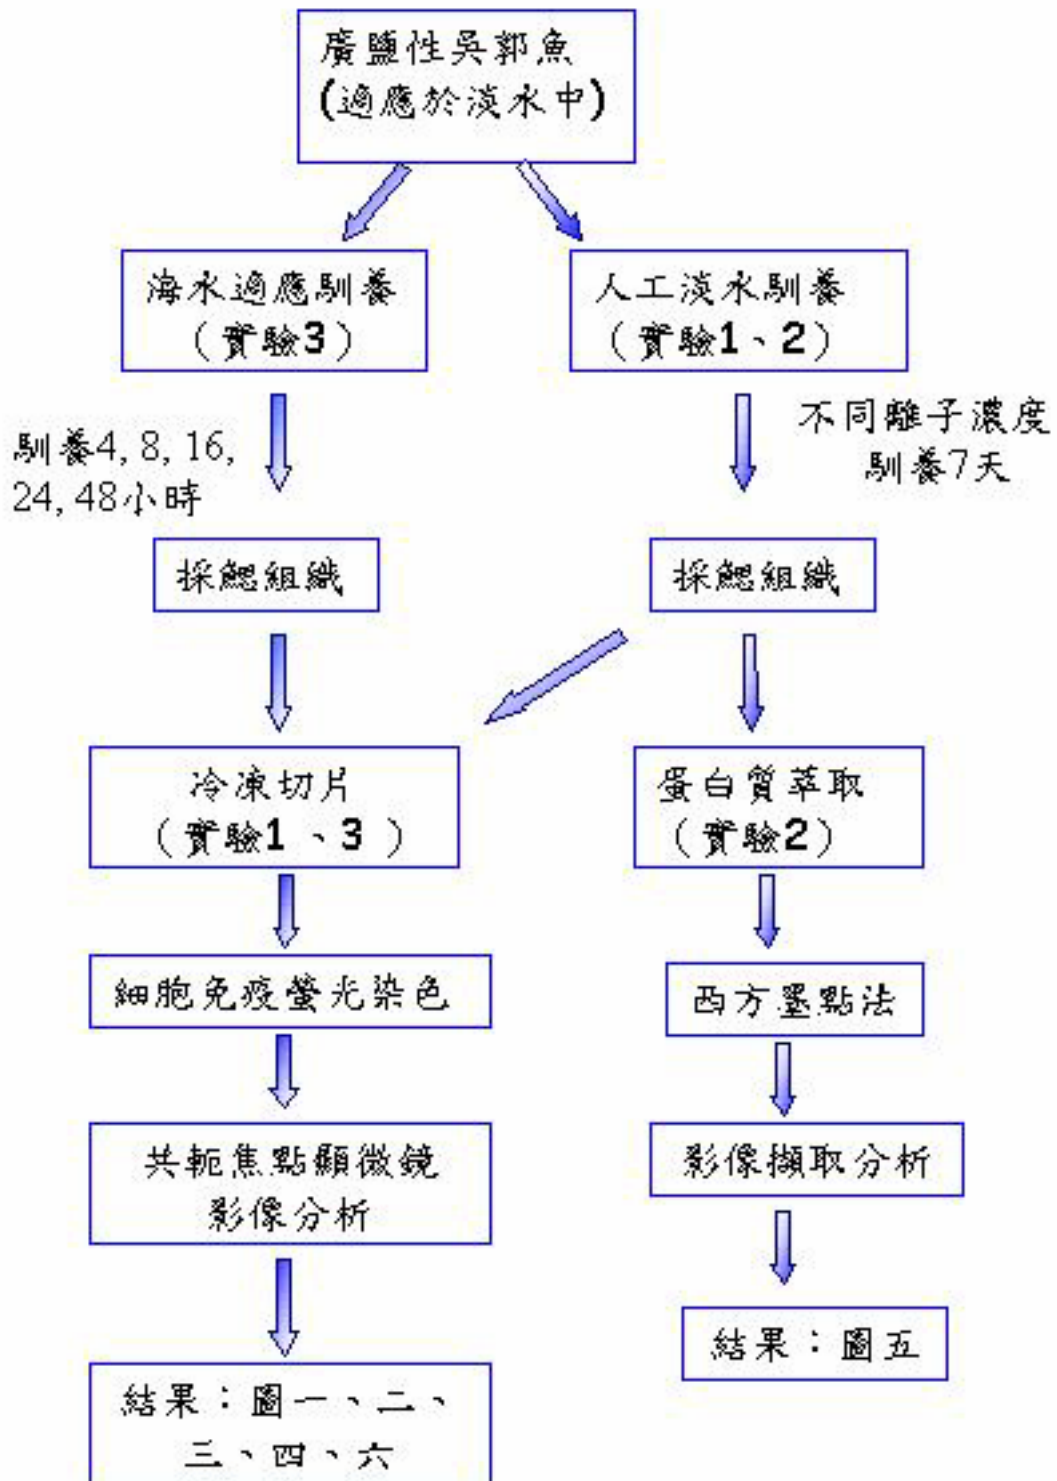 廣鹽性吳郭魚
(適應於淡水中)
海水適應馴養
（實驗3）
人工淡水馴養
（實驗1、2）
馴養4, 8, 16,
24, 48小時
不同離子濃度
馴養7天
採鰓組織
採鰓組織
冷凍切片
（實驗1 、3 ）
蛋白質萃取
（實驗2）
細胞免疫螢光染色
西方墨點法
共軛焦點顯微鏡
影像分析
影像擷取分析
結果：圖一、二、
三、四、六
結果：圖五